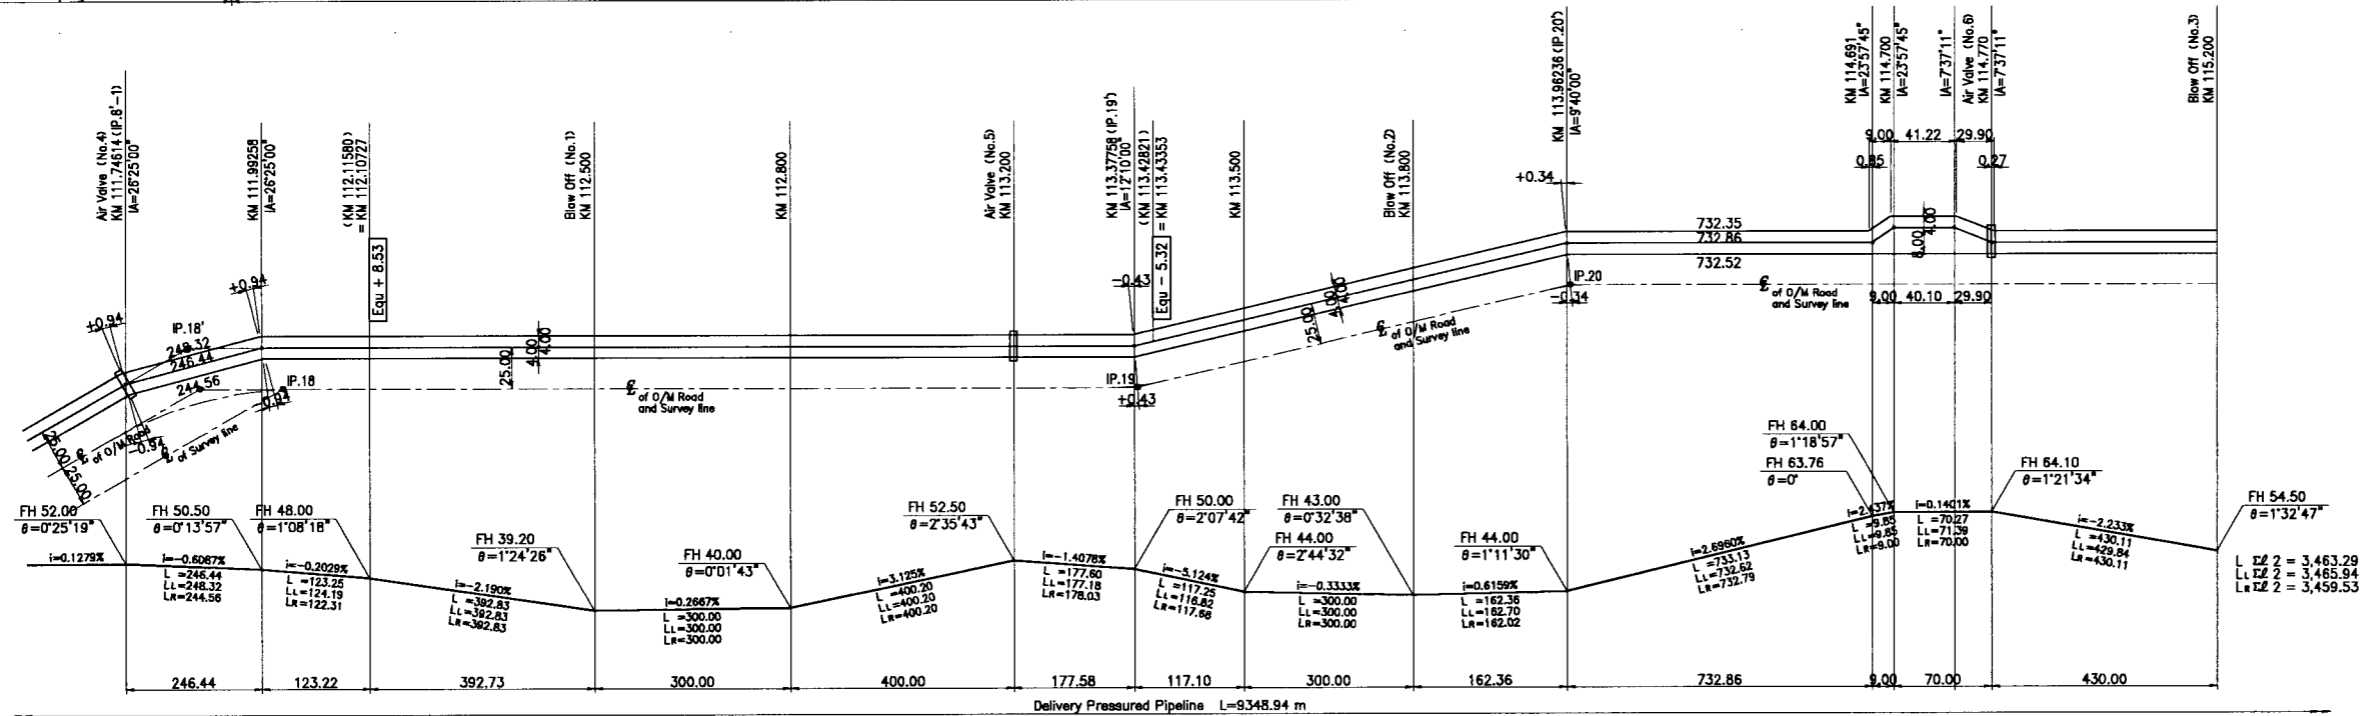 Air Valve (No.4)
KM 111.74614 (IP.8'-1)
IA=26°25'00"
KM 111.99258
IA=26°25'00"
(KM 112.11580)
= KM 112.10727
Equ + 8.53
Blow Off (No.1)
KM 112.500
KM 112.800
Air Valve (No.5)
KM 113.200
KM 113.37758 (IP.19')
IA=12°10'00"
(KM 113.42821)
= KM 113.43353
Equ - 5.32
KM 113.500
Blow Off (No.2)
KM 113.800
KM 113.96236 (IP.20')
IA=9°40'00"
KM 114.691
IA=23°57'45"
KM 114.700
IA=23°57'45"
IA=7°37'11"
Air Valve (No.6)
KM 114.770
IA=7°37'11"
Blow Off (No.3)
KM 115.200
9.00 41.22 29.90
0.85 0.27
+0.34
732.35
732.86
732.52
8.00
4.00
IP.20
-0.34
℄ of O/M Road
and Survey line
9.00 40.10 29.90
+0.94
+0.94
IP.18'
248.32
246.44
244.56
IP.18
-0.94
-0.94
℄ of O/M Road
℄ of Survey line
25.00
25.00
4.00
4.00
℄ of O/M Road
and Survey line
-0.43
IP.19
+0.43
25.00
4.00
4.00
℄ of O/M Road
and Survey line
FH 52.00
θ=0°25'19"
FH 50.50
θ=0°13'57"
FH 48.00
θ=1°08'18"
FH 39.20
θ=1°24'26"
FH 40.00
θ=0°01'43"
FH 52.50
θ=2°35'43"
FH 50.00
θ=2°07'42"
FH 44.00
θ=2°44'32"
FH 43.00
θ=0°32'38"
FH 44.00
θ=1°11'30"
FH 63.76
θ=0°
FH 64.00
θ=1°18'57"
FH 64.10
θ=1°21'34"
FH 54.50
θ=1°32'47"
i=0.1279%
i=-0.6087%
L =246.44
LL=248.32
LR=244.56
i=-0.2029%
L =123.25
LL=124.19
LR=122.31
i=-2.190%
L =392.83
LL=392.83
LR=392.83
i=0.2667%
L =300.00
LL=300.00
LR=300.00
i=3.125%
L =400.20
LL=400.20
LR=400.20
i=-1.4078%
L =177.60
LL=177.18
LR=178.03
i=-5.124%
L =117.25
LL=116.82
LR=117.68
i=-0.3333%
L =300.00
LL=300.00
LR=300.00
i=0.6159%
L =162.36
LL=162.70
LR=162.02
i=2.6960%
L =733.13
LL=732.62
LR=732.79
i=2.437%
L =9.85
LL=9.85
LR=9.00
i=0.1401%
L =70.27
LL=71.39
LR=70.00
i=-2.233%
L =430.11
LL=429.84
LR=430.11
L Σℓ 2 = 3,463.29
LL Σℓ 2 = 3,465.94
LR Σℓ 2 = 3,459.53
246.44 123.22 392.73 300.00 400.00 177.58 117.10 300.00 162.36 732.86 9.00 70.00 430.00
Delivery Pressured Pipeline L=9348.94 m